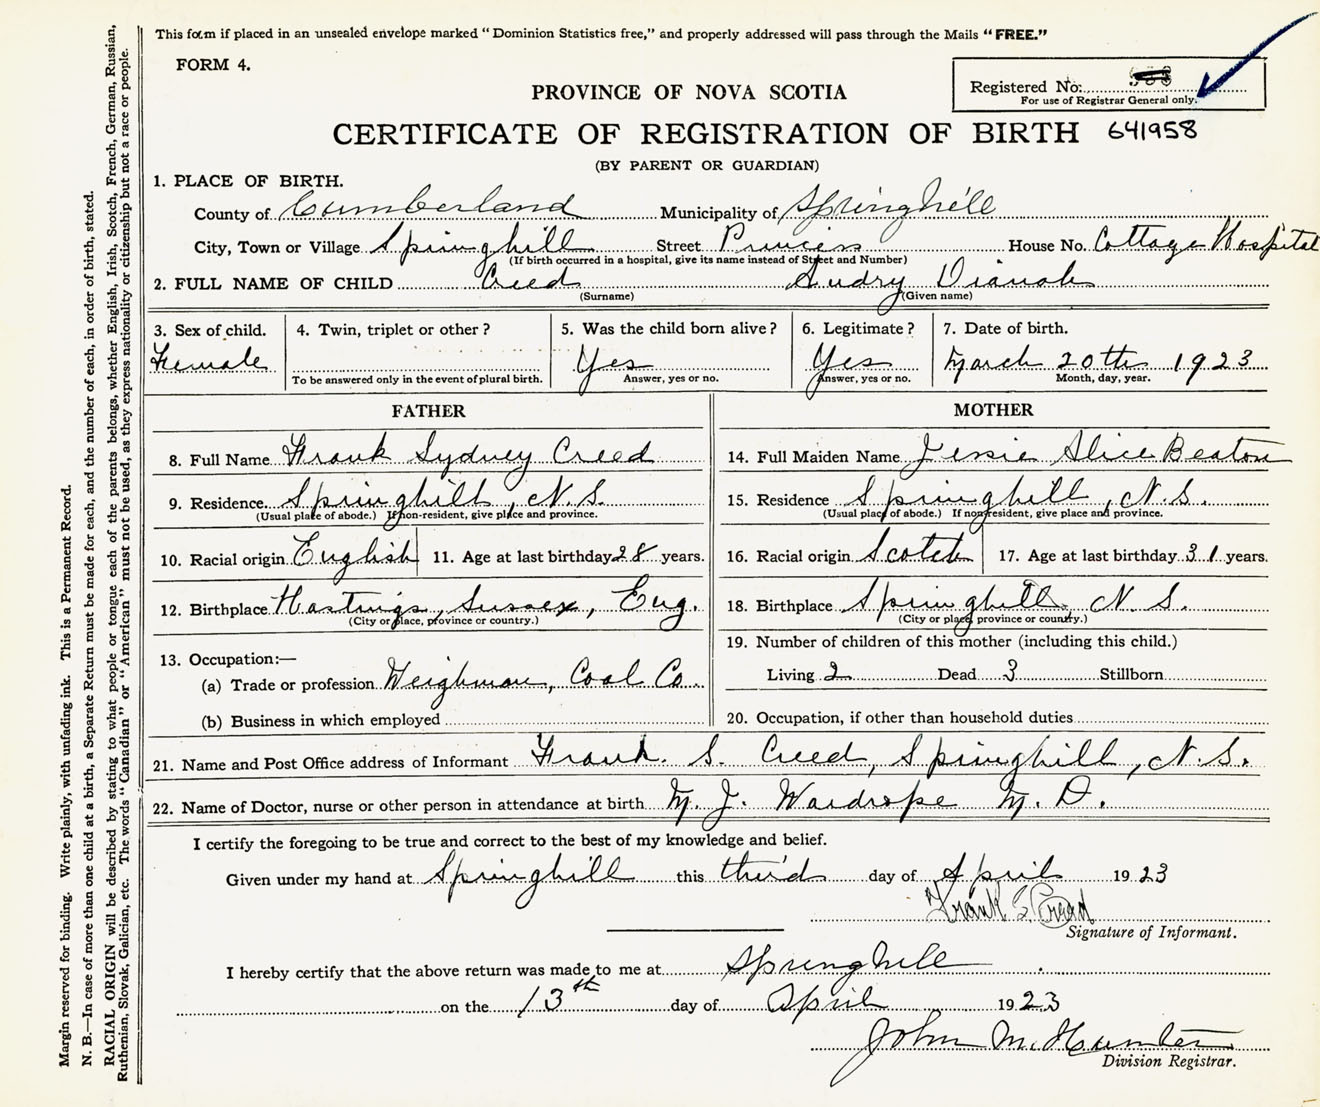 This form if placed in an unsealed envelope marked "Dominion Statistics free," and properly addressed will pass through the Mails "FREE."
FORM 4.
Registered No:
For use of Registrar General only.
PROVINCE OF NOVA SCOTIA
CERTIFICATE OF REGISTRATION OF BIRTH 641958
(BY PARENT OR GUARDIAN)
1. PLACE OF BIRTH.
County of Cumberland Municipality of Springhill
City, Town or Village Springhill Street Princess House No. Cottage Hospital
(If birth occurred in a hospital, give its name instead of Street and Number)
2. FULL NAME OF CHILD Creed Audry Dianah
(Surname) (Given name)
3. Sex of child. 4. Twin, triplet or other? 5. Was the child born alive? 6. Legitimate? 7. Date of birth.
Female Yes Yes March 20th 1923
To be answered only in the event of plural birth. Answer, yes or no. Answer, yes or no. Month, day, year.
FATHER
8. Full Name Frank Sydney Creed
9. Residence Springhill, N.S.
(Usual place of abode.) If non-resident, give place and province.
10. Racial origin English 11. Age at last birthday 28 years.
12. Birthplace Hastings, Sussex, Eng.
(City or place, province or country.)
13. Occupation:—
(a) Trade or profession Weighman, Coal Co.
(b) Business in which employed
MOTHER
14. Full Maiden Name Jessie Alice Beaton
15. Residence Springhill, N.S.
(Usual place of abode.) If non-resident, give place and province.
16. Racial origin Scotch 17. Age at last birthday 31 years.
18. Birthplace Springhill, N.S.
(City or place, province or country.)
19. Number of children of this mother (including this child.)
Living 2 Dead 3 Stillborn
20. Occupation, if other than household duties
21. Name and Post Office address of Informant Frank. S. Creed, Springhill, N.S.
22. Name of Doctor, nurse or other person in attendance at birth M. J. Wardrope M. D.
I certify the foregoing to be true and correct to the best of my knowledge and belief.
Given under my hand at Springhill this third day of April 1923
Frank S Creed
Signature of Informant.
I hereby certify that the above return was made to me at Springhill
on the 13th day of April 1923
John M. Hunter
Division Registrar.
Margin reserved for binding. Write plainly, with unfading ink. This is a Permanent Record.
N. B.—In case of more than one child at a birth, a Separate Return must be made for each, and the number of each, in order of birth, stated.
RACIAL ORIGIN will be described by stating to what people or tongue each of the parents belongs, whether English, Irish, Scotch, French, German, Russian,
Ruthenian, Slovak, Galician, etc. The words "Canadian" or "American" must not be used, as they express nationality or citizenship but not a race or people.